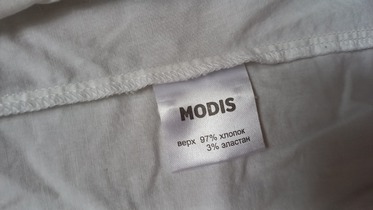 MODIS
верх 97% хлопок
3% эластан